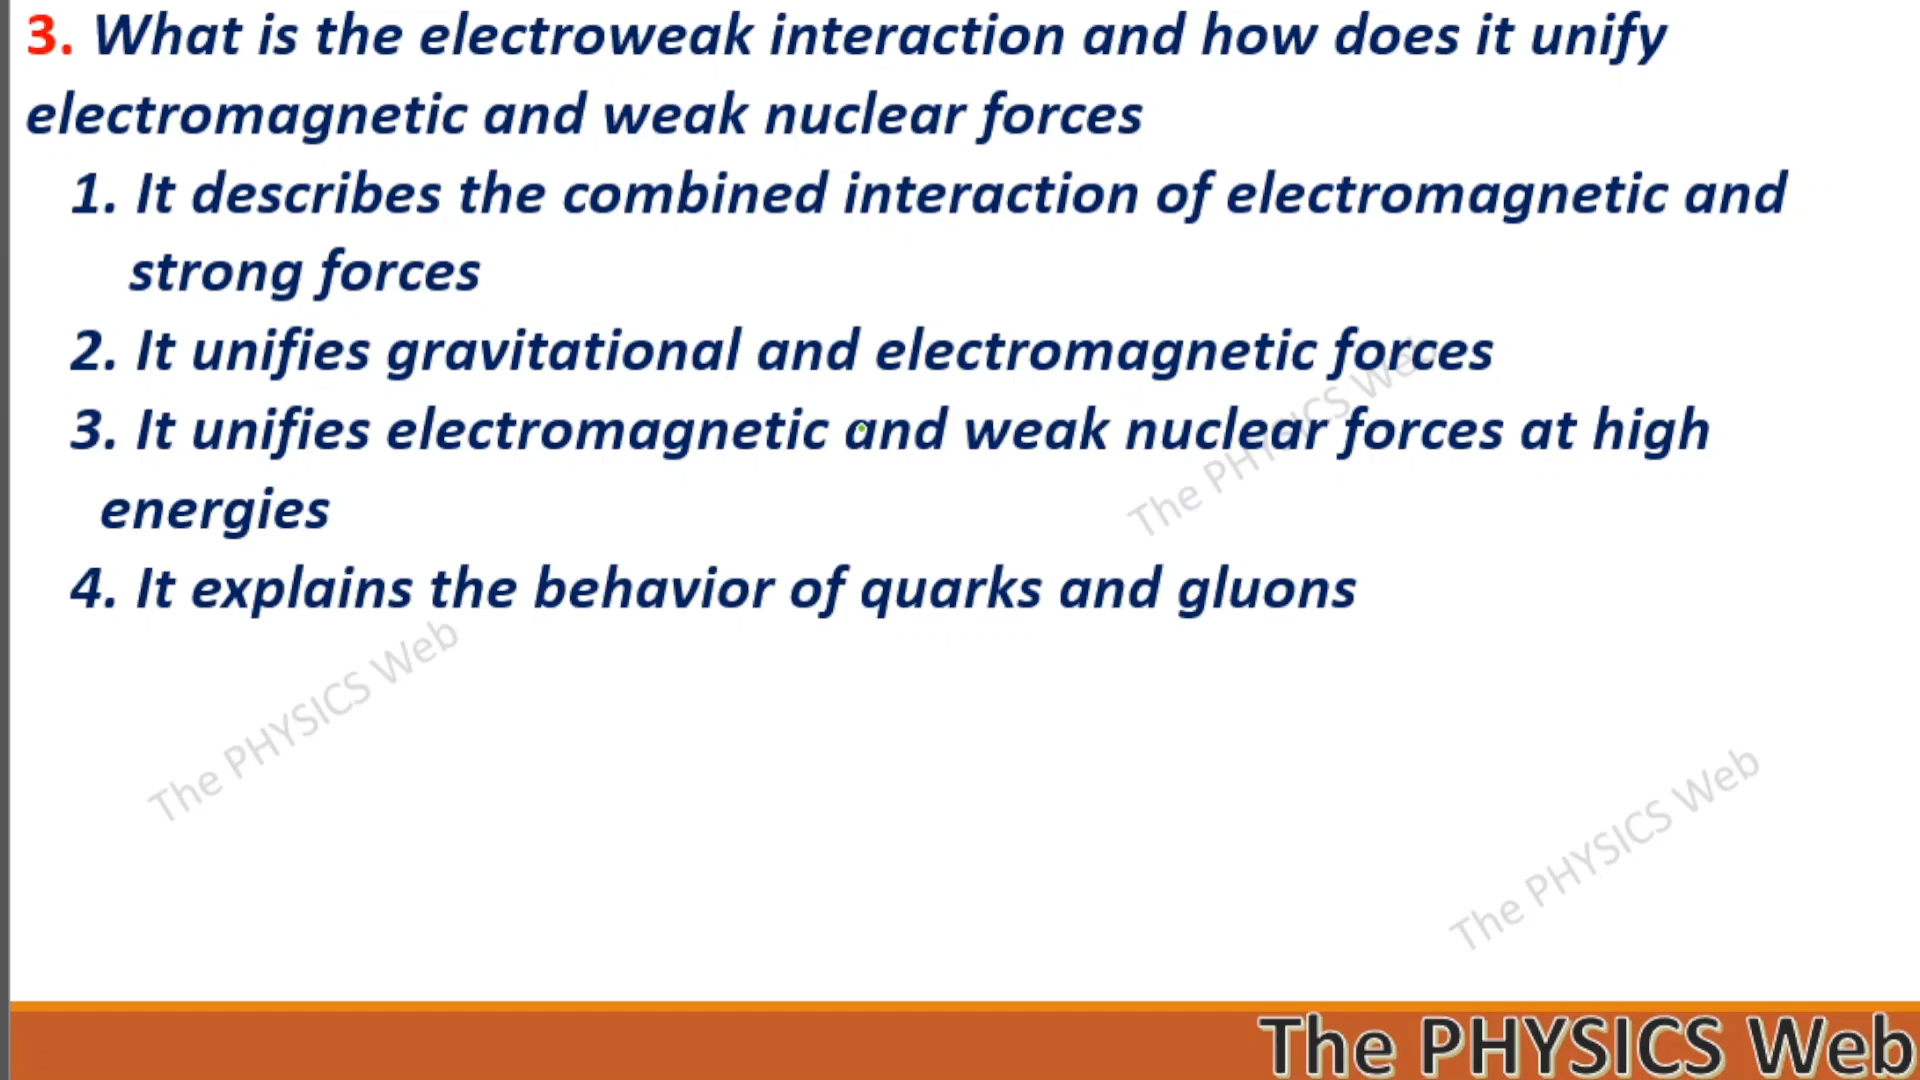 3. What is the electroweak interaction and how does it unify
electromagnetic and weak nuclear forces
1. It describes the combined interaction of electromagnetic and
strong forces
2. It unifies gravitational and electromagnetic forces
The PHYSICS Web
3. It unifies electromagnetic and weak nuclear forces at high
energies
4. It explains the behavior of quarks and gluons
The PHYSICS Web
The PHYSICS Web
The PHYSICS Web